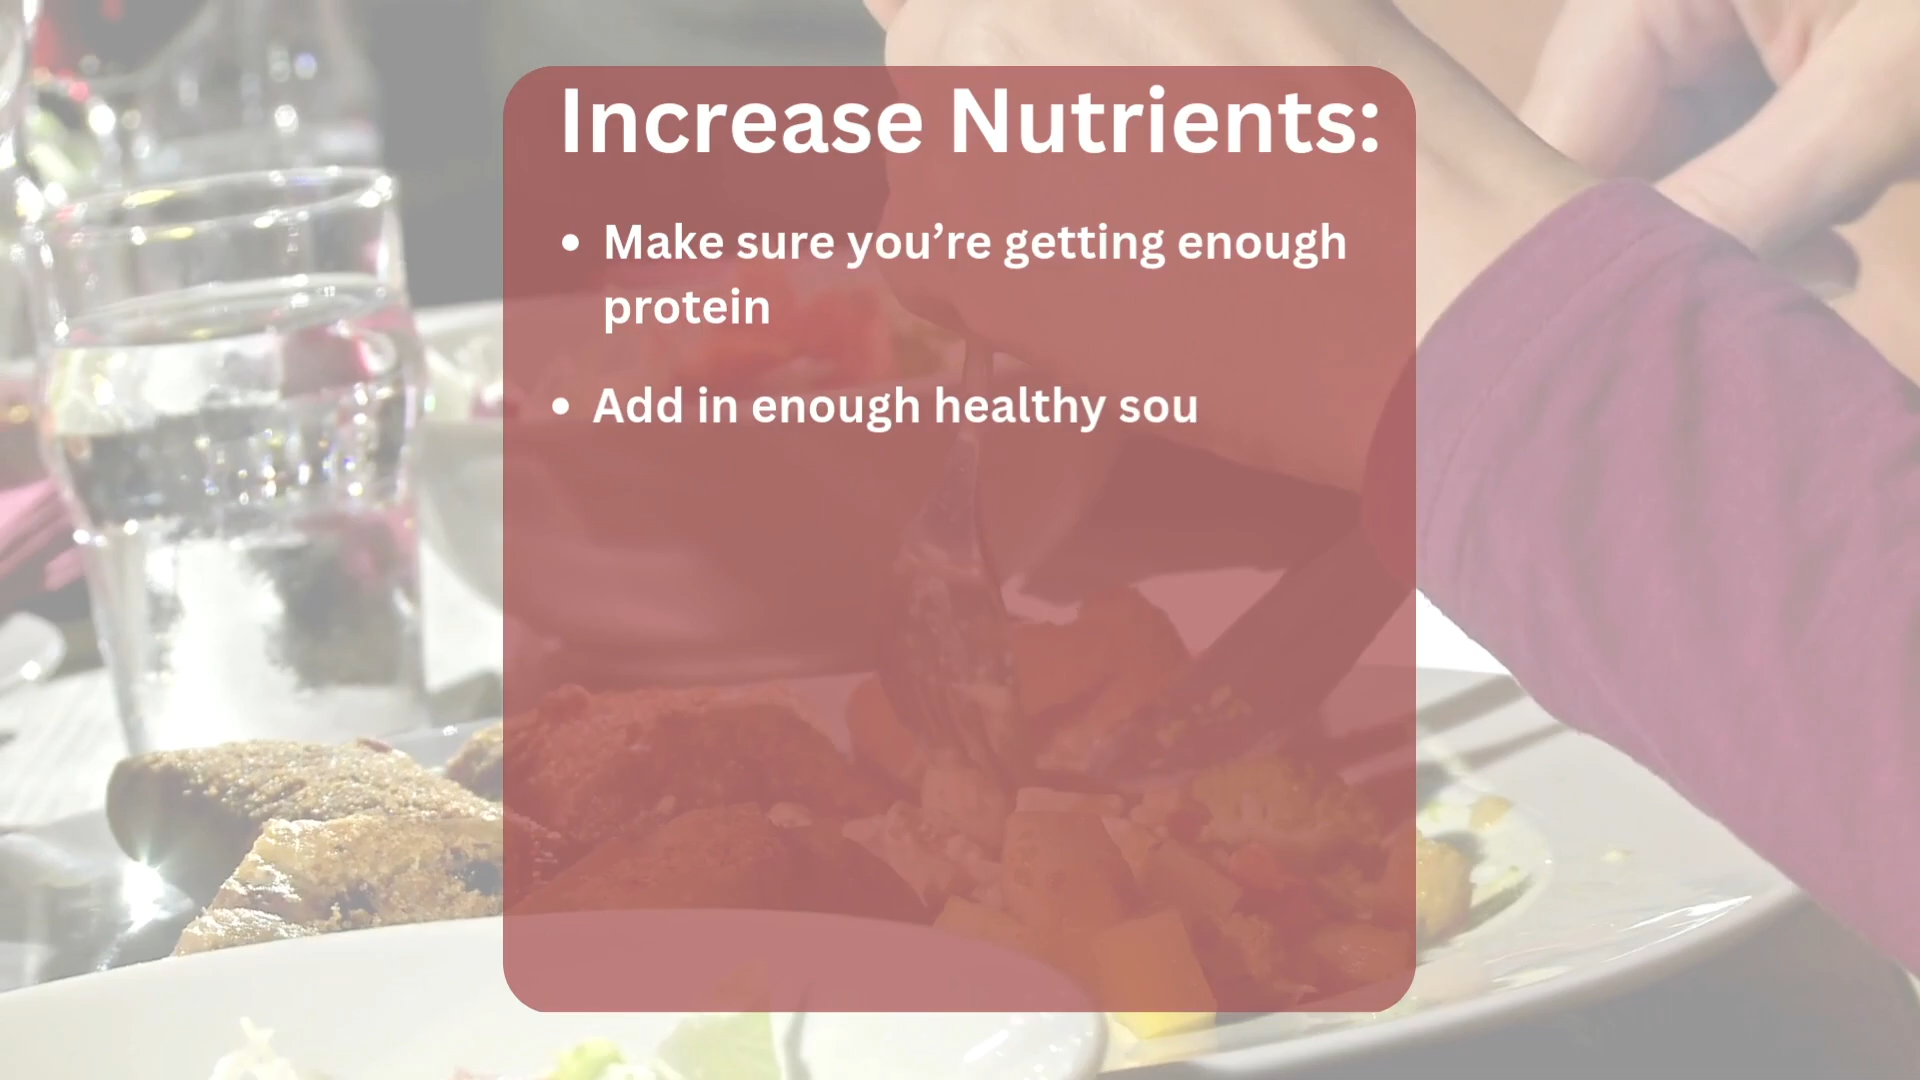 Increase Nutrients:
• Make sure you’re getting enough
protein
• Add in enough healthy sou